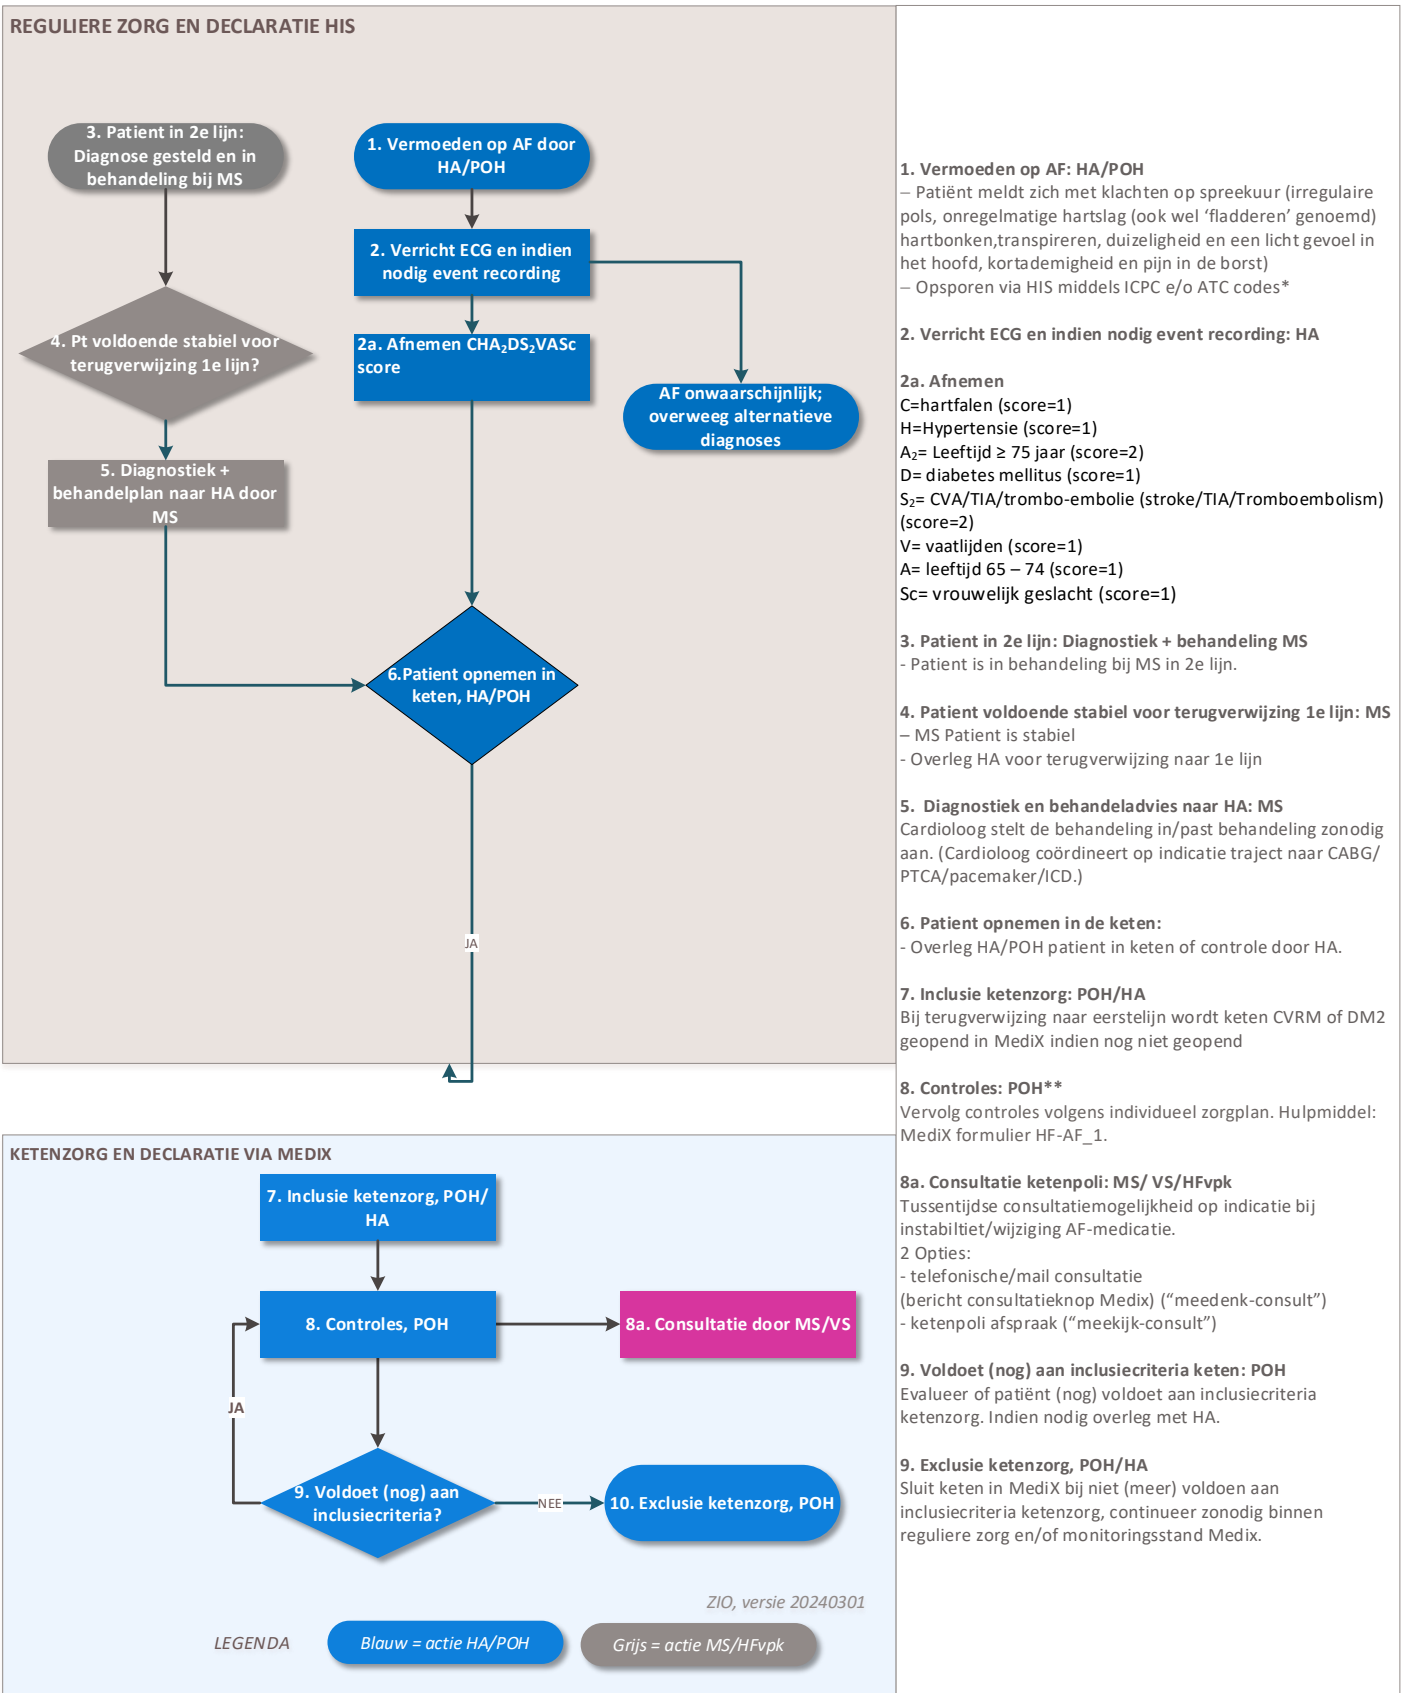 REGULIERE ZORG EN DECLARATIE HIS
3. Patient in 2e lijn:
Diagnose gesteld en in
behandeling bij MS
1. Vermoeden op AF door
HA/POH
2. Verricht ECG en indien
nodig event recording
4. Pt voldoende stabiel voor
terugverwijzing 1e lijn?
2a. Afnemen CHA₂DS₂VASc
score
AF onwaarschijnlijk;
overweeg alternatieve
diagnoses
5. Diagnostiek +
behandelplan naar HA door
MS
6.Patient opnemen in
keten, HA/POH
JA
KETENZORG EN DECLARATIE VIA MEDIX
7. Inclusie ketenzorg, POH/
HA
8. Controles, POH
8a. Consultatie door MS/VS
JA
9. Voldoet (nog) aan
inclusiecriteria?
NEE
10. Exclusie ketenzorg, POH
ZIO, versie 20240301
LEGENDA
Blauw = actie HA/POH
Grijs = actie MS/HFvpk
1. Vermoeden op AF: HA/POH
– Patiënt meldt zich met klachten op spreekuur (irregulaire
pols, onregelmatige hartslag (ook wel ‘fladderen’ genoemd)
hartbonken,transpireren, duizeligheid en een licht gevoel in
het hoofd, kortademigheid en pijn in de borst)
– Opsporen via HIS middels ICPC e/o ATC codes*
2. Verricht ECG en indien nodig event recording: HA
2a. Afnemen
C=hartfalen (score=1)
H=Hypertensie (score=1)
A₂= Leeftijd ≥ 75 jaar (score=2)
D= diabetes mellitus (score=1)
S₂= CVA/TIA/trombo-embolie (stroke/TIA/Tromboembolism)
(score=2)
V= vaatlijden (score=1)
A= leeftijd 65 – 74 (score=1)
Sc= vrouwelijk geslacht (score=1)
3. Patient in 2e lijn: Diagnostiek + behandeling MS
- Patient is in behandeling bij MS in 2e lijn.
4. Patient voldoende stabiel voor terugverwijzing 1e lijn: MS
– MS Patient is stabiel
- Overleg HA voor terugverwijzing naar 1e lijn
5. Diagnostiek en behandeladvies naar HA: MS
Cardioloog stelt de behandeling in/past behandeling zonodig
aan. (Cardioloog coördineert op indicatie traject naar CABG/
PTCA/pacemaker/ICD.)
6. Patient opnemen in de keten:
- Overleg HA/POH patient in keten of controle door HA.
7. Inclusie ketenzorg: POH/HA
Bij terugverwijzing naar eerstelijn wordt keten CVRM of DM2
geopend in MediX indien nog niet geopend
8. Controles: POH**
Vervolg controles volgens individueel zorgplan. Hulpmiddel:
MediX formulier HF-AF_1.
8a. Consultatie ketenpoli: MS/ VS/HFvpk
Tussentijdse consultatiemogelijkheid op indicatie bij
instabiltiet/wijziging AF-medicatie.
2 Opties:
- telefonische/mail consultatie
(bericht consultatieknop Medix) (“meedenk-consult”)
- ketenpoli afspraak (“meekijk-consult”)
9. Voldoet (nog) aan inclusiecriteria keten: POH
Evalueer of patiënt (nog) voldoet aan inclusiecriteria
ketenzorg. Indien nodig overleg met HA.
9. Exclusie ketenzorg, POH/HA
Sluit keten in MediX bij niet (meer) voldoen aan
inclusiecriteria ketenzorg, continueer zonodig binnen
reguliere zorg en/of monitoringsstand Medix.